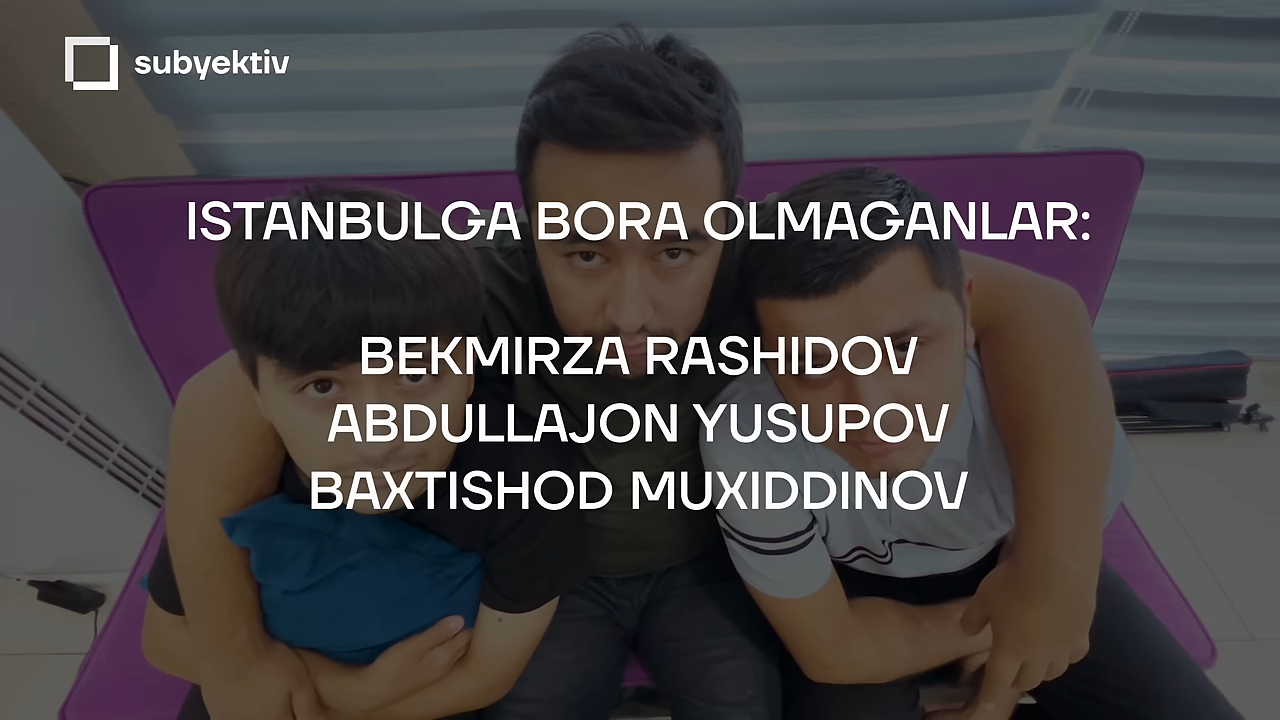 subyektiv
ISTANBULGA BORA OLMAGANLAR:
BEKMIRZA RASHIDOV
ABDULLAJON YUSUPOV
BAXTISHOD MUXIDDINOV